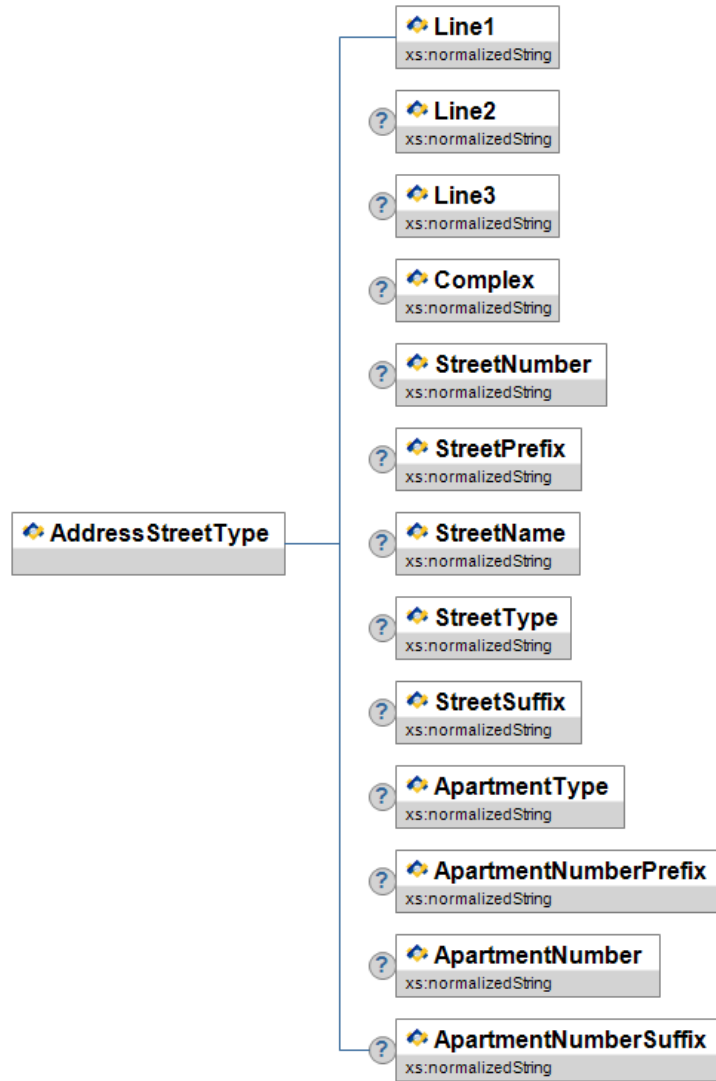 Line1
xs:normalizedString
?
Line2
xs:normalizedString
?
Line3
xs:normalizedString
?
Complex
xs:normalizedString
?
StreetNumber
xs:normalizedString
?
StreetPrefix
xs:normalizedString
AddressStreetType
?
StreetName
xs:normalizedString
?
StreetType
xs:normalizedString
?
StreetSuffix
xs:normalizedString
?
ApartmentType
xs:normalizedString
?
ApartmentNumberPrefix
xs:normalizedString
?
ApartmentNumber
xs:normalizedString
?
ApartmentNumberSuffix
xs:normalizedString